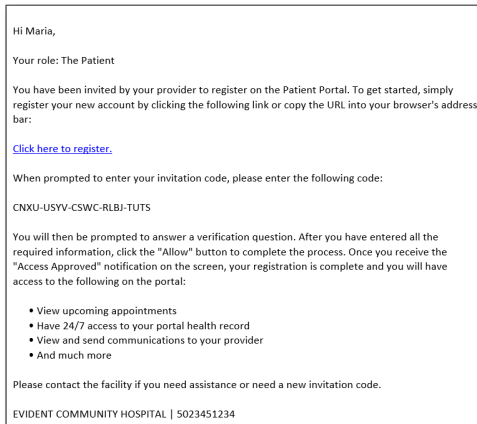 Hi Maria,
Your role: The Patient
You have been invited by your provider to register on the Patient Portal. To get started, simply
register your new account by clicking the following link or copy the URL into your browser's address
bar:
Click here to register.
When prompted to enter your invitation code, please enter the following code:
CNXU-USYV-CSWC-RLBJ-TUTS
You will then be prompted to answer a verification question. After you have entered all the
required information, click the "Allow" button to complete the process. Once you receive the
"Access Approved" notification on the screen, your registration is complete and you will have
access to the following on the portal:
• View upcoming appointments
• Have 24/7 access to your portal health record
• View and send communications to your provider
• And much more
Please contact the facility if you need assistance or need a new invitation code.
EVIDENT COMMUNITY HOSPITAL | 5023451234